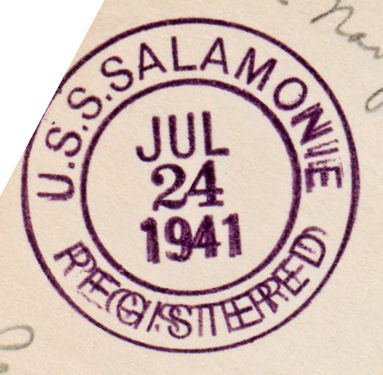 U.S.S. SALAMONIE
JUL
24
1941
REGISTERED